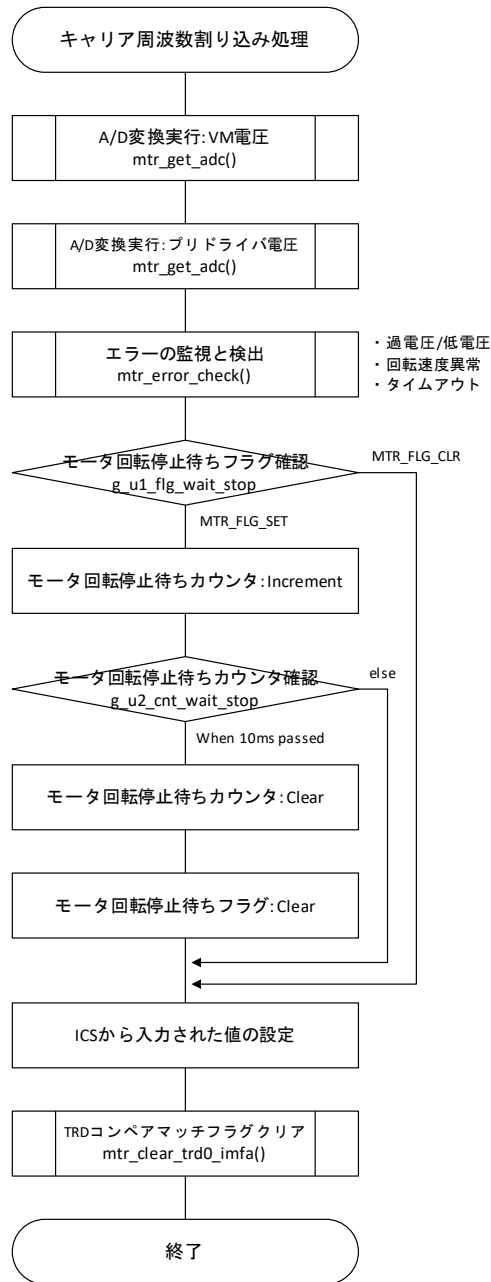 キャリア周波数割り込み処理
A/D変換実行:VM電圧
mtr_get_adc()
A/D変換実行:プリドライバ電圧
mtr_get_adc()
エラーの監視と検出
mtr_error_check()
・過電圧/低電圧
・回転速度異常
・タイムアウト
モータ回転停止待ちフラグ確認
g_u1_flg_wait_stop
MTR_FLG_CLR
MTR_FLG_SET
モータ回転停止待ちカウンタ:Increment
モータ回転停止待ちカウンタ確認
g_u2_cnt_wait_stop
else
When 10ms passed
モータ回転停止待ちカウンタ:Clear
モータ回転停止待ちフラグ:Clear
ICSから入力された値の設定
TRDコンペアマッチフラグクリア
mtr_clear_trd0_imfa()
終了